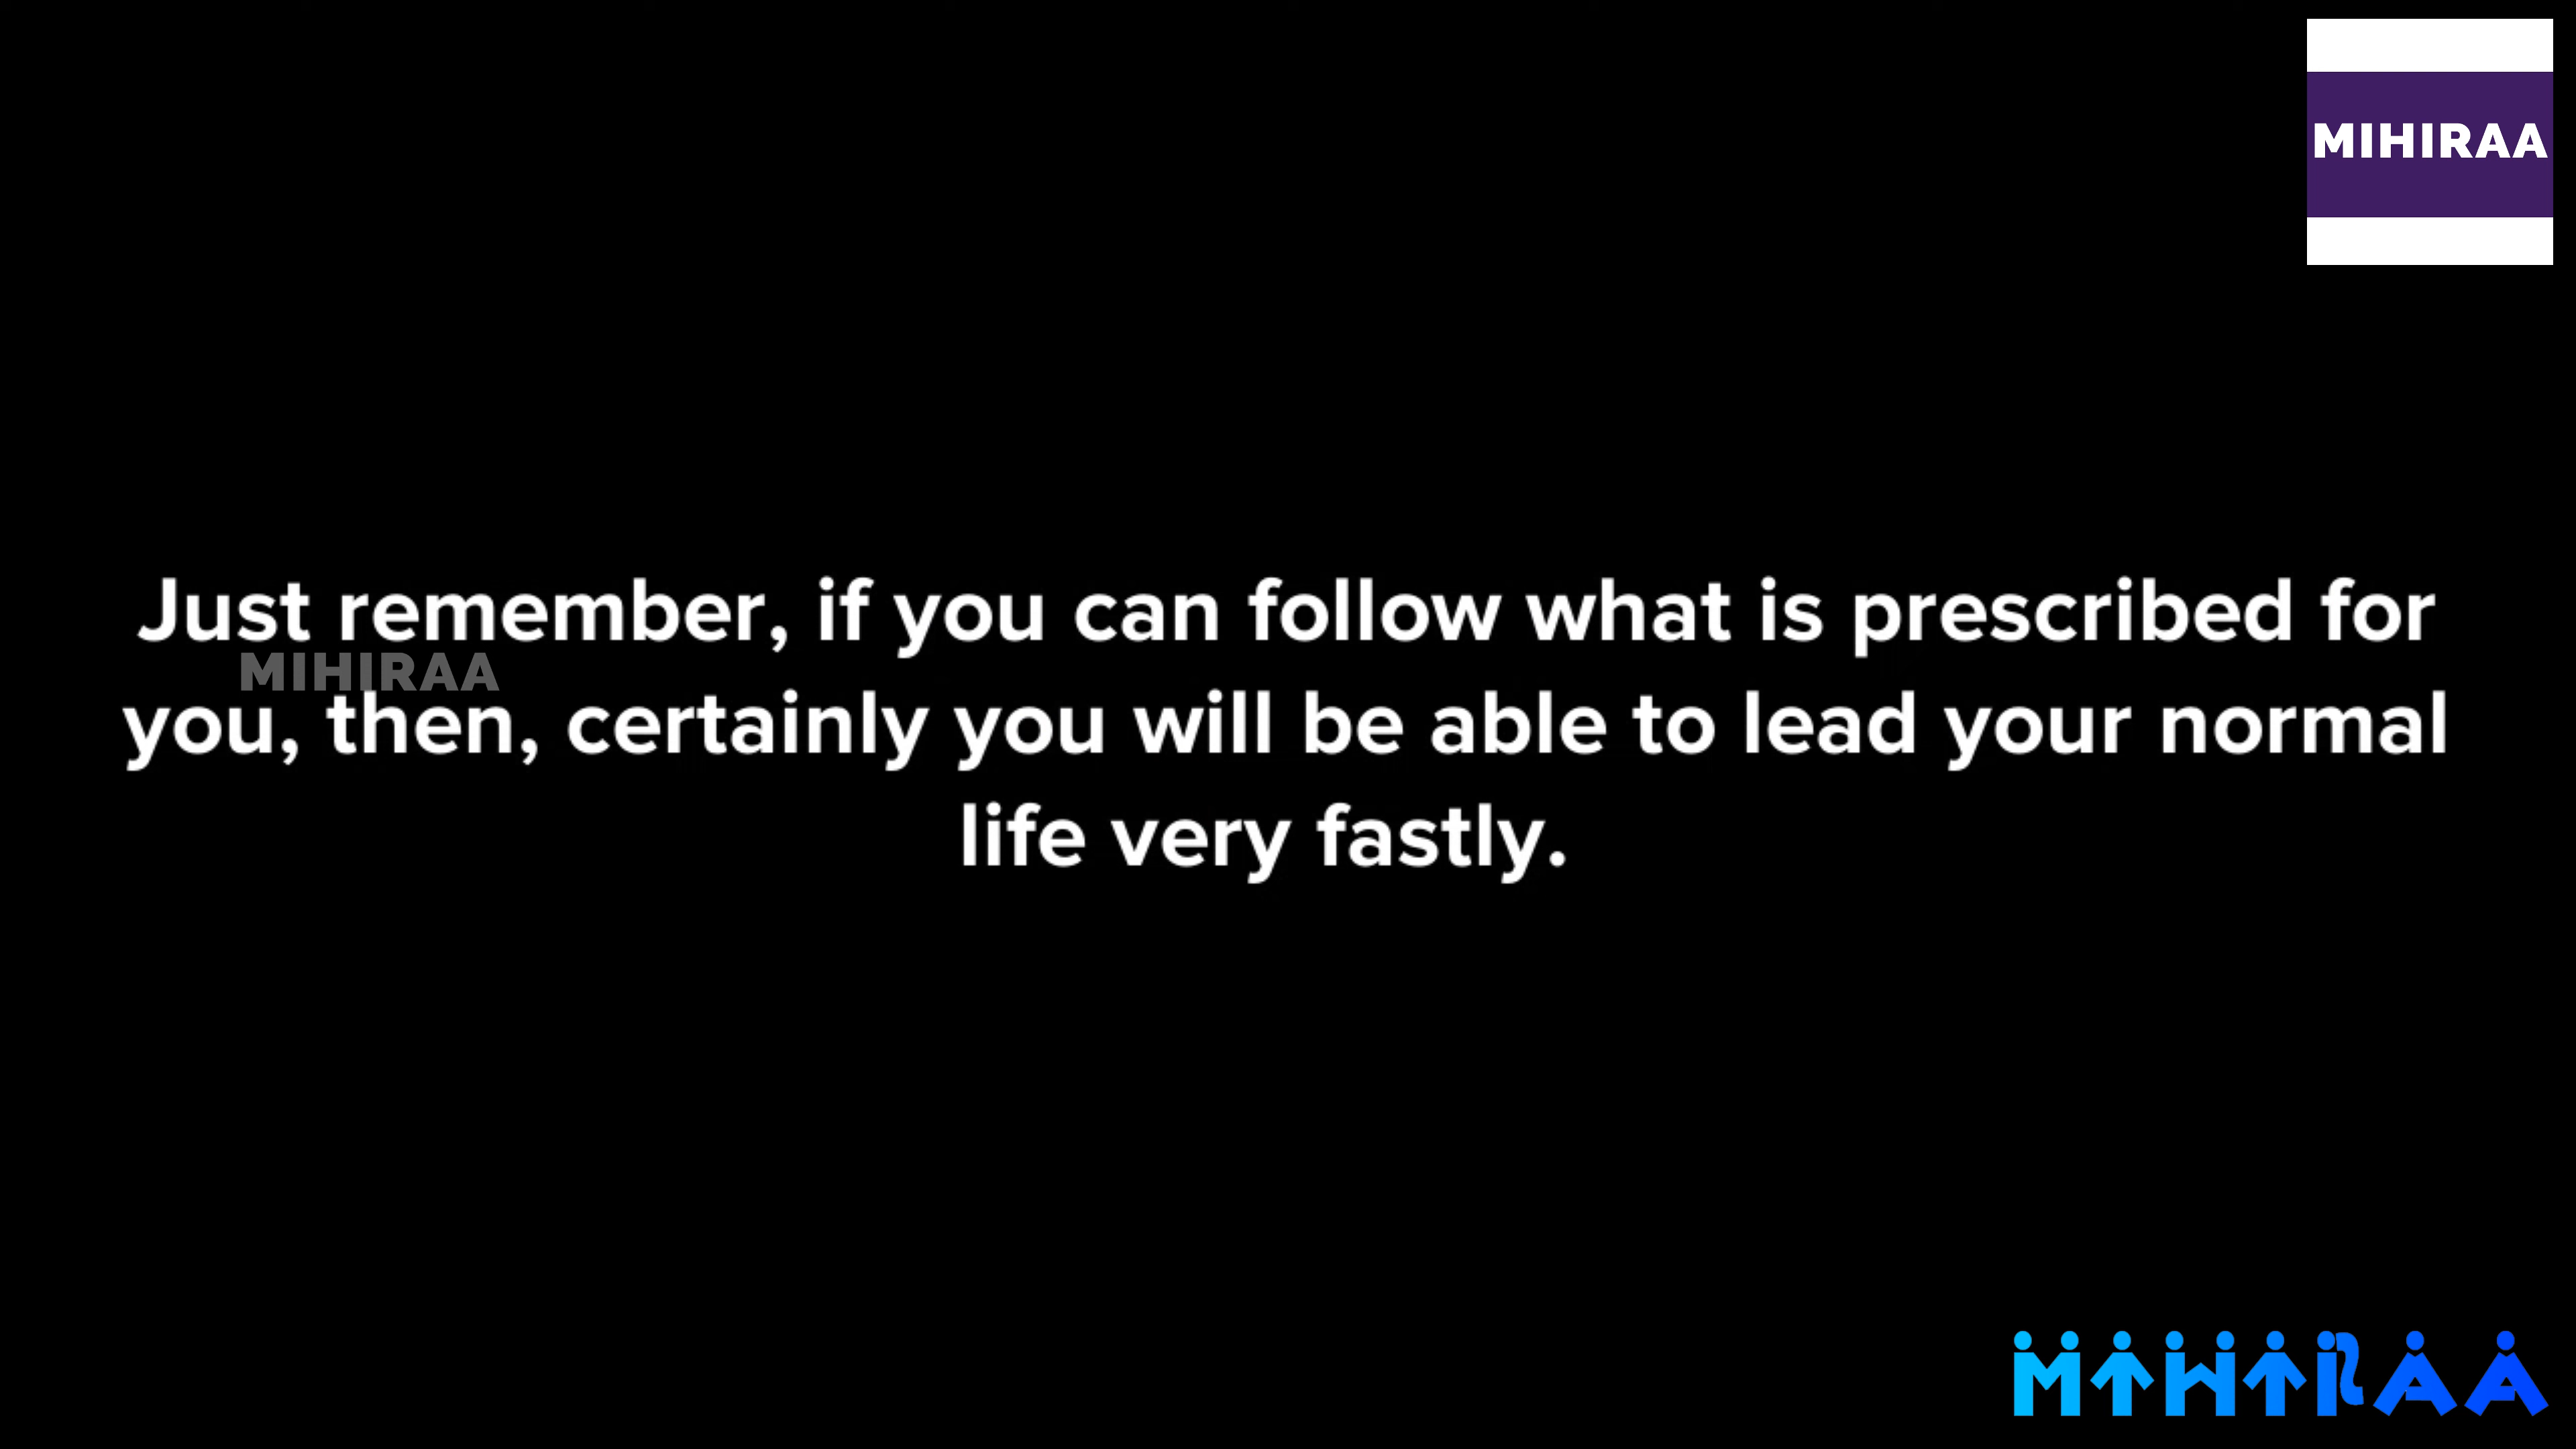 MIHIRAA
Just remember, if you can follow what is prescribed for
MIHIRAA
you, then, certainly you will be able to lead your normal
life very fastly.
MIHIRAA